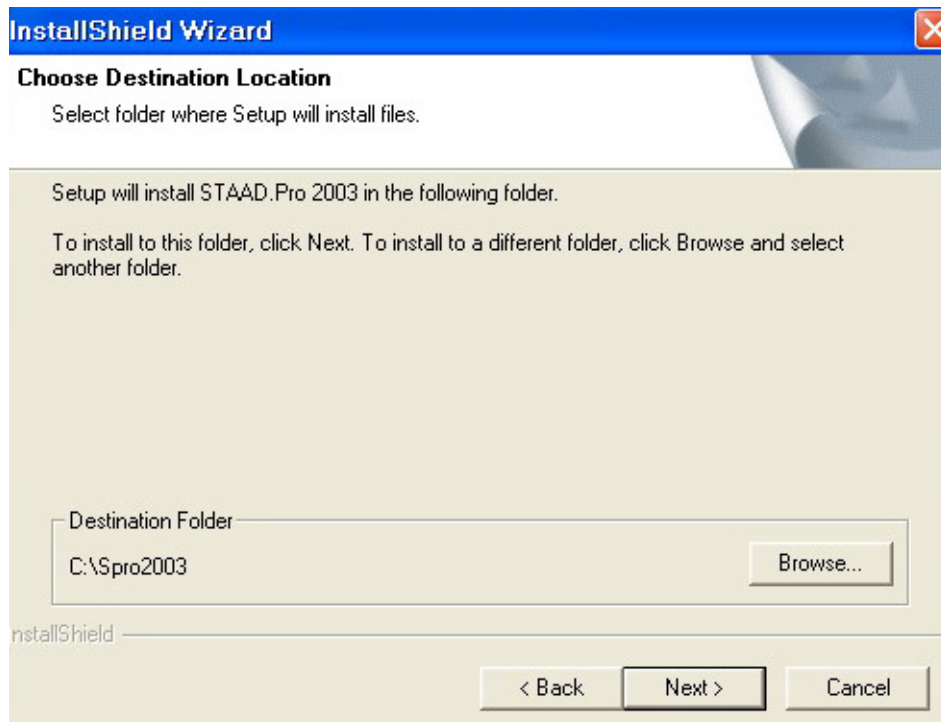 InstallShield Wizard
Choose Destination Location
Select folder where Setup will install files.
Setup will install STAAD.Pro 2003 in the following folder.
To install to this folder, click Next. To install to a different folder, click Browse and select
another folder.
Destination Folder
C:\Spro2003
Browse...
nstallShield
< Back
Next >
Cancel